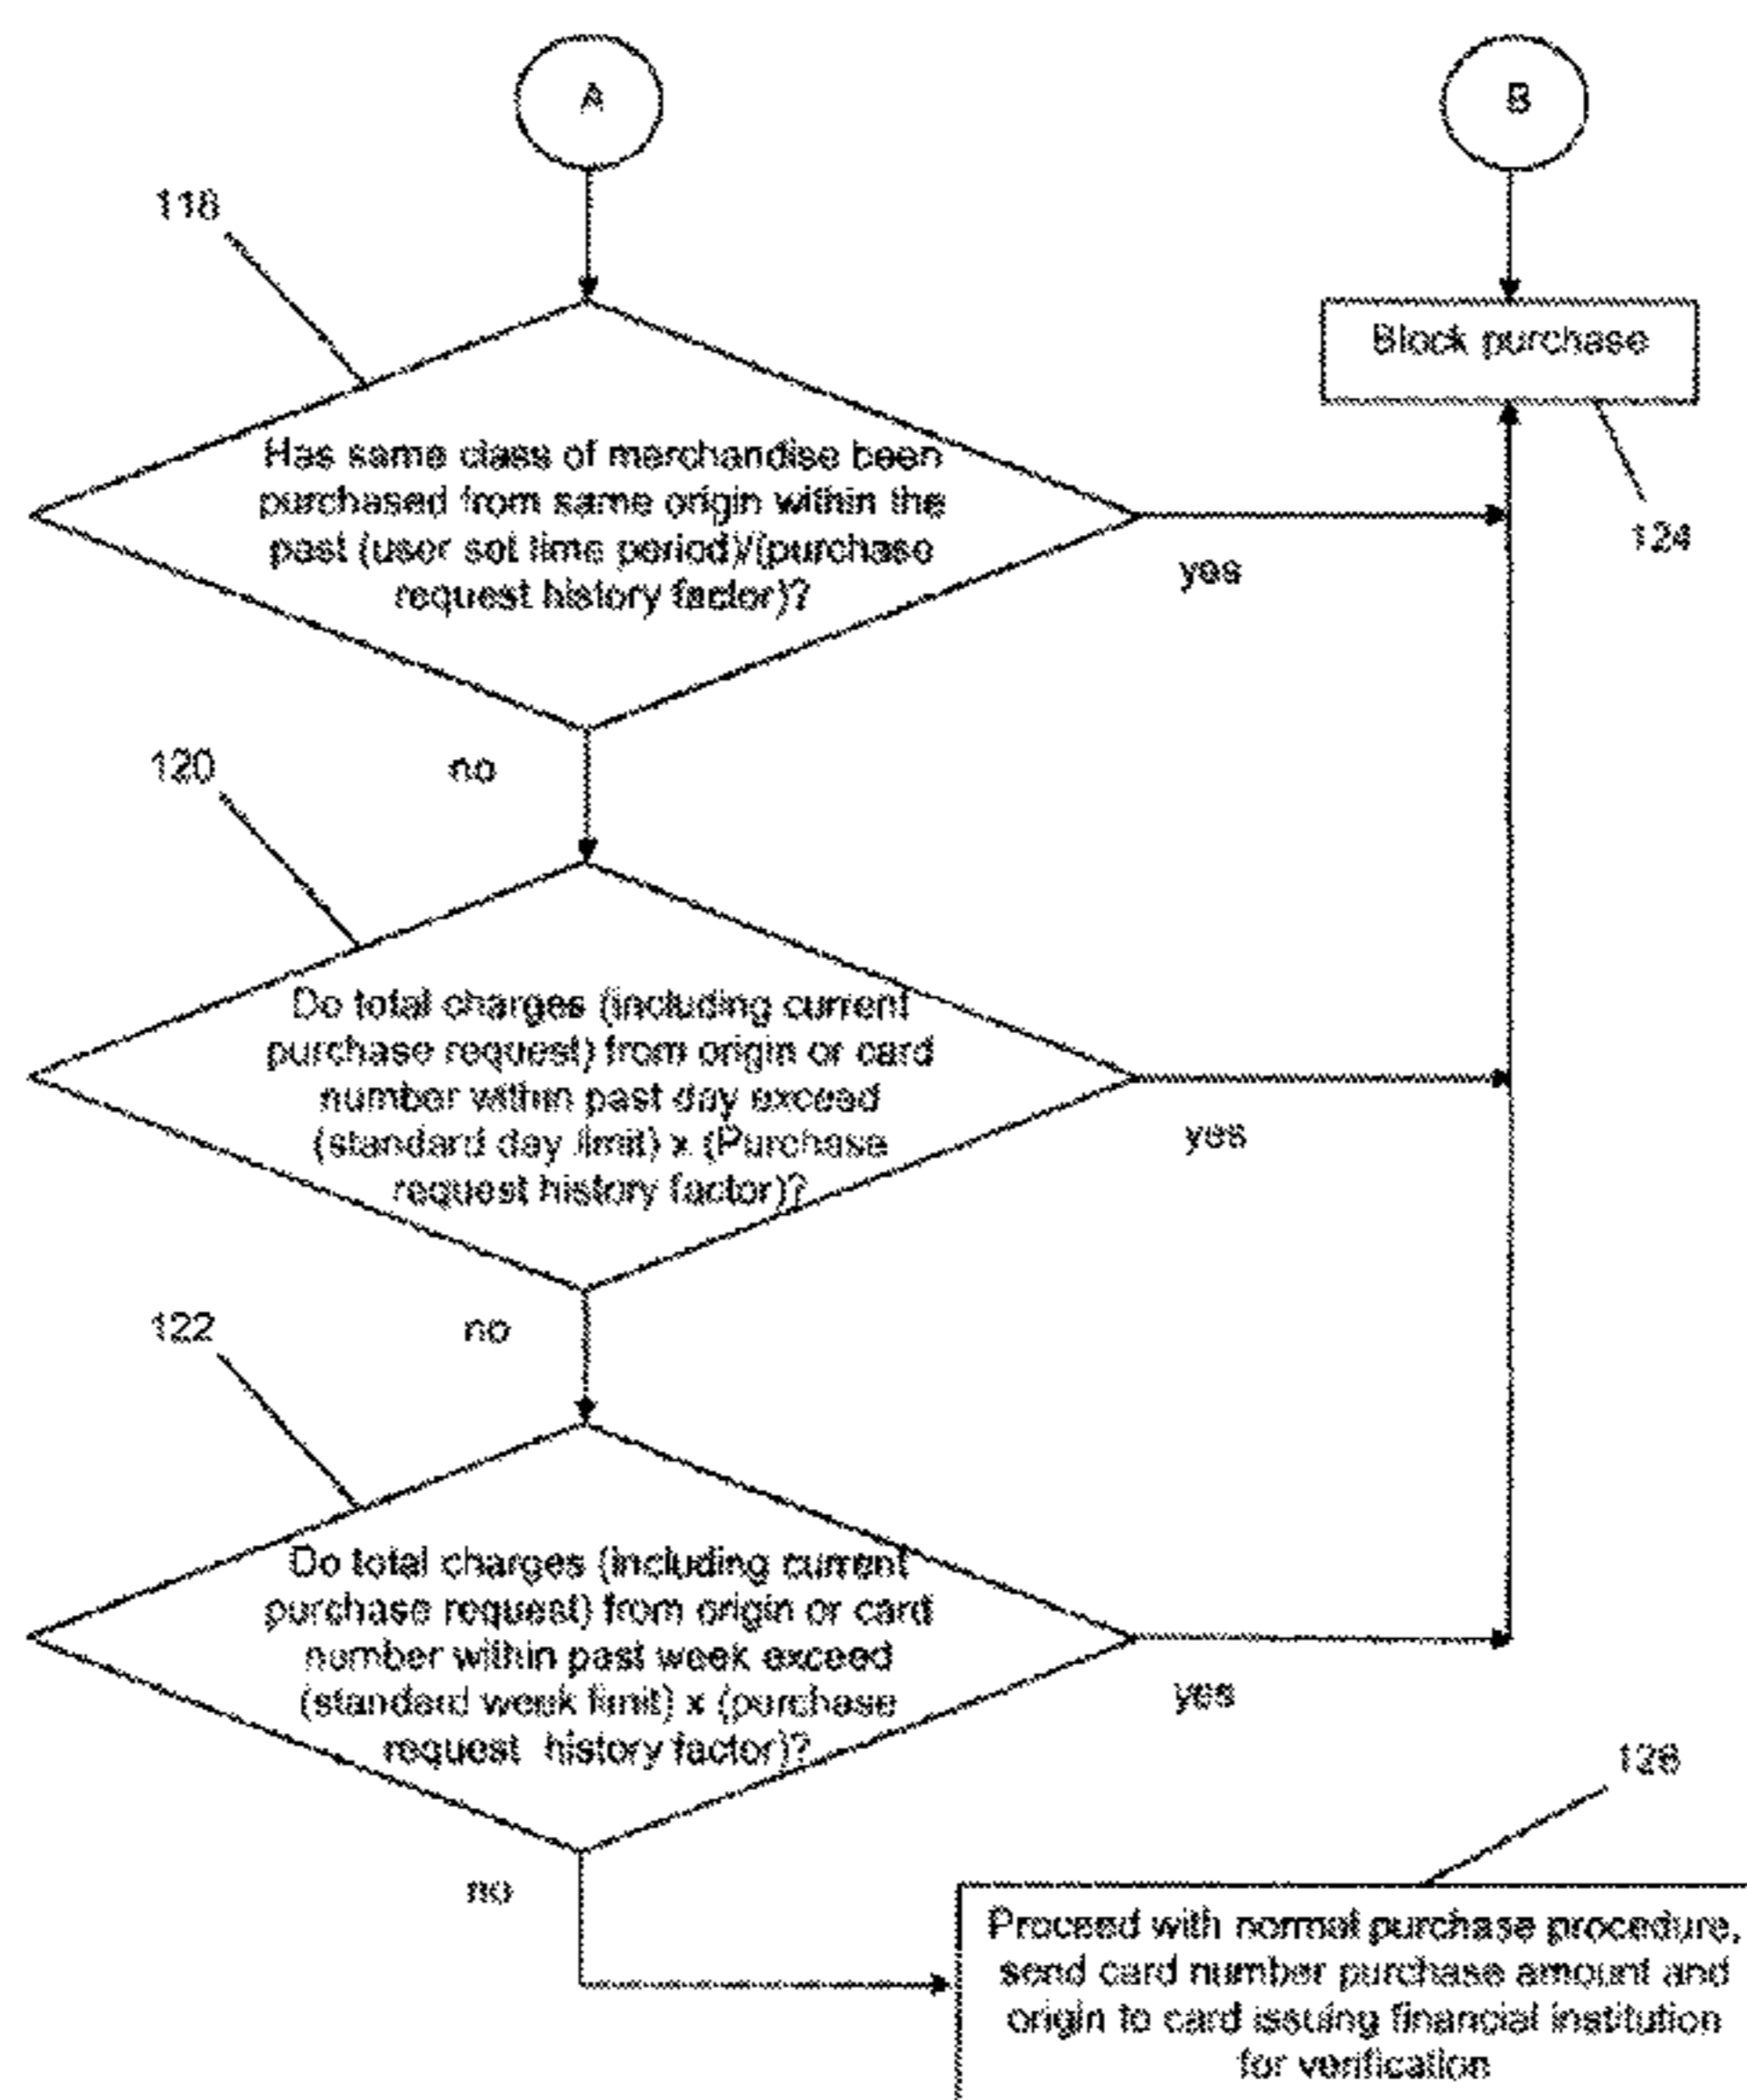 A
B
118
Block purchase
124
Has same class of merchandise been
purchased from same origin within the
past (user set time period)/(purchase
request history factor)?
yes
no
120
Do total charges (including current
purchase request) from origin or card
number within past day exceed
(standard day limit) x (Purchase
request history factor)?
yes
no
122
Do total charges (including current
purchase request) from origin or card
number within past week exceed
(standard week limit) x (purchase
request history factor)?
yes
no
126
Proceed with normal purchase procedure,
send card number purchase amount and
origin to card issuing financial institution
for verification